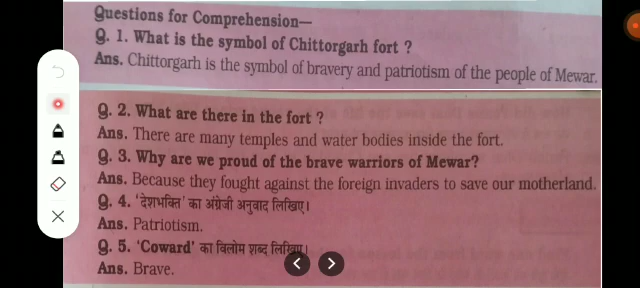 Questions for Comprehension—
Q. 1. What is the symbol of Chittorgarh fort ?
Ans. Chittorgarh is the symbol of bravery and patriotism of the people of Mewar.
Q. 2. What are there in the fort ?
Ans. There are many temples and water bodies inside the fort.
Q. 3. Why are we proud of the brave warriors of Mewar?
Ans. Because they fought against the foreign invaders to save our motherland.
Q. 4. 'देशभक्ति' का अंग्रेजी अनुवाद लिखिए।
Ans. Patriotism.
Q. 5. 'Coward' का विलोम शब्द लिखिए।
Ans. Brave.